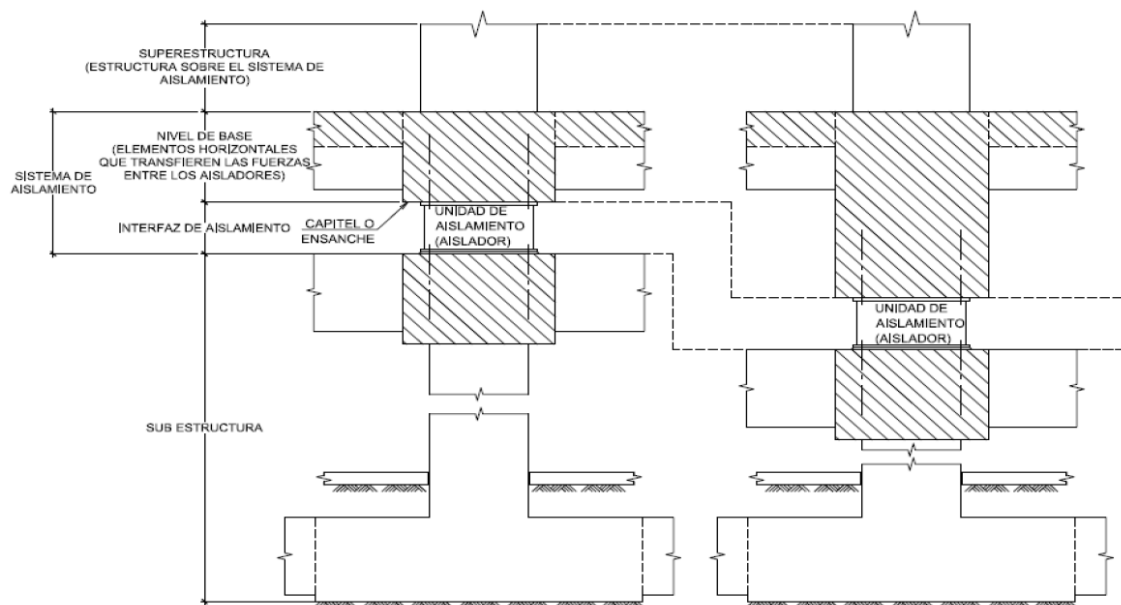 SUPERESTRUCTURA
(ESTRUCTURA SOBRE EL SISTEMA DE
AISLAMIENTO)
NIVEL DE BASE
(ELEMENTOS HORIZONTALES
QUE TRANSFIEREN LAS FUERZAS
ENTRE LOS AISLADORES)
SISTEMA DE
AISLAMIENTO
INTERFAZ DE AISLAMIENTO
CAPITEL O
ENSANCHE
UNIDAD DE
AISLAMIENTO
(AISLADOR)
UNIDAD DE
AISLAMIENTO
(AISLADOR)
SUB ESTRUCTURA